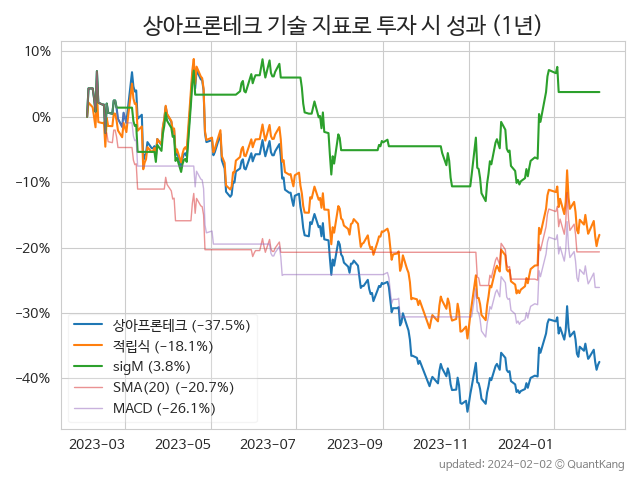 상아프론테크 기술 지표로 투자 시 성과 (1년)
10%
0%
−10%
−20%
−30%
−40%
상아프론테크 (−37.5%)
적립식 (−18.1%)
sigM (3.8%)
SMA(20) (−20.7%)
MACD (−26.1%)
2023-03 2023-05 2023-07 2023-09 2023-11 2024-01
updated: 2024-02-02 © QuantKang